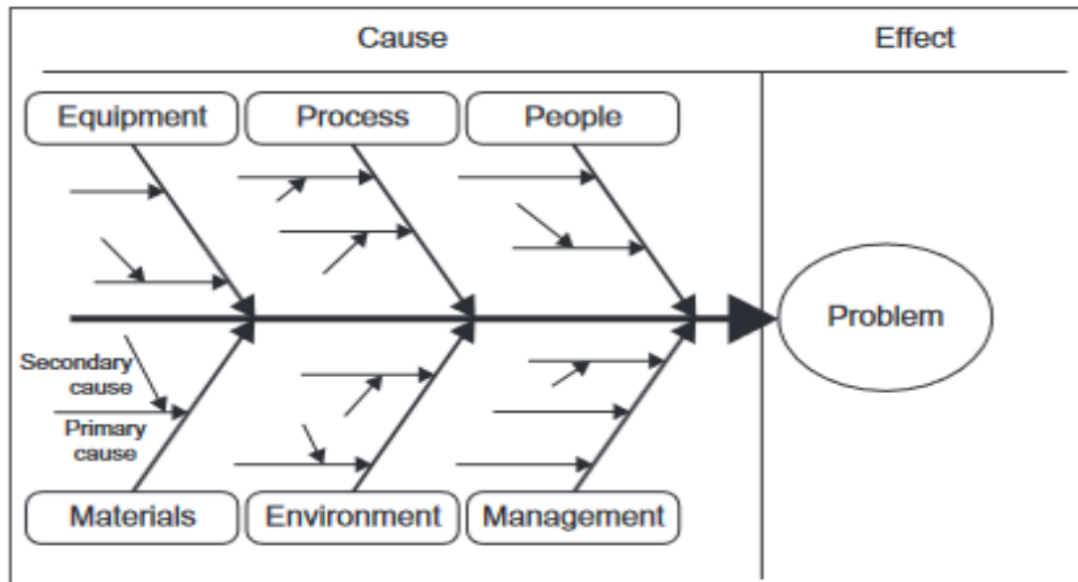 Cause
Effect
Equipment
Process
People
Problem
Secondary
cause
Primary
cause
Materials
Environment
Management